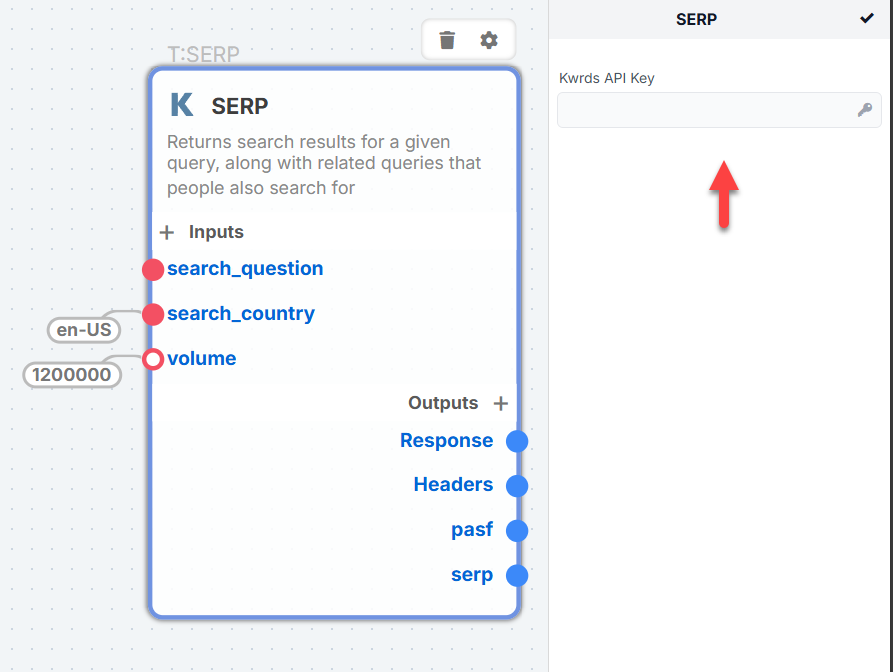 T:SERP
K SERP
Returns search results for a given
query, along with related queries that
people also search for
+ Inputs
search_question
search_country
en-US
volume
1200000
Outputs +
Response
Headers
pasf
serp
SERP
Kwrds API Key